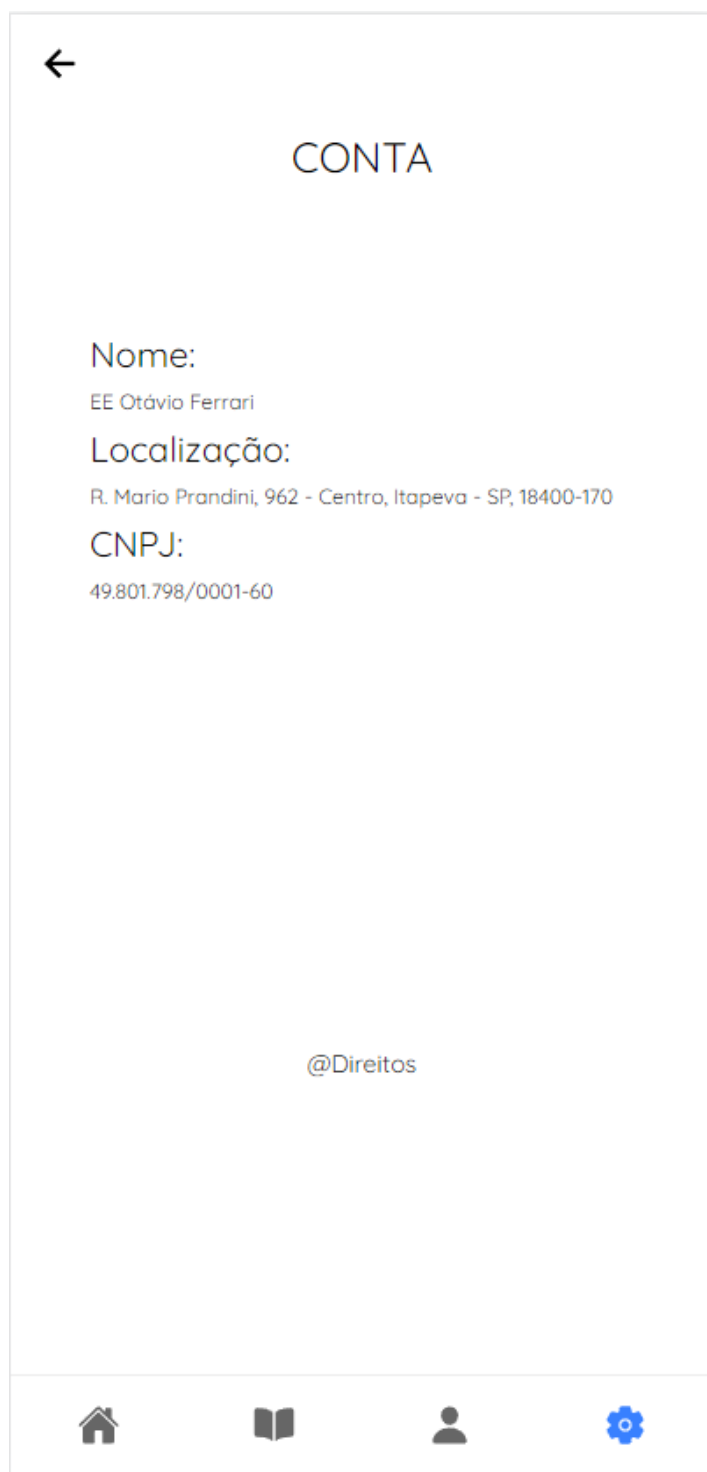 CONTA
Nome:
EE Otávio Ferrari
Localização:
R. Mario Prandini, 962 - Centro, Itapeva - SP, 18400-170
CNPJ:
49.801.798/0001-60
@Direitos